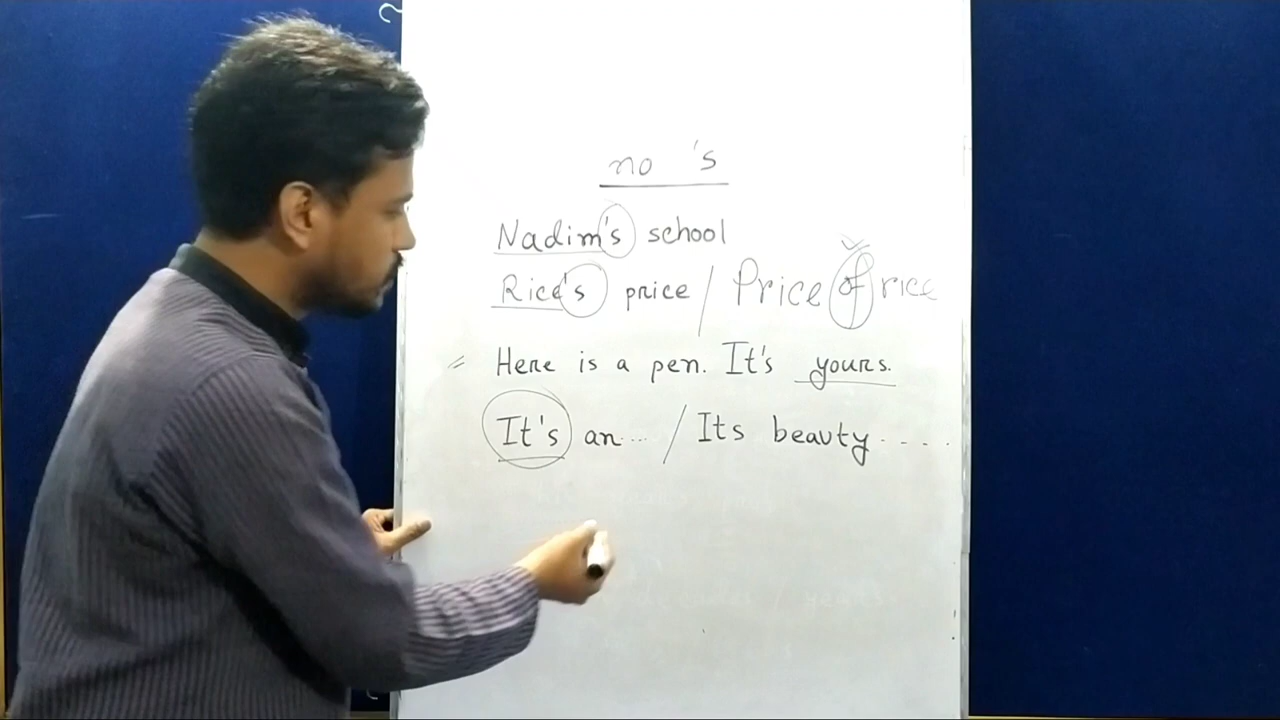 no 's
Nadim's school
Rice's price / Price of rice
Here is a pen. It's yours.
It's an... / Its beauty ....